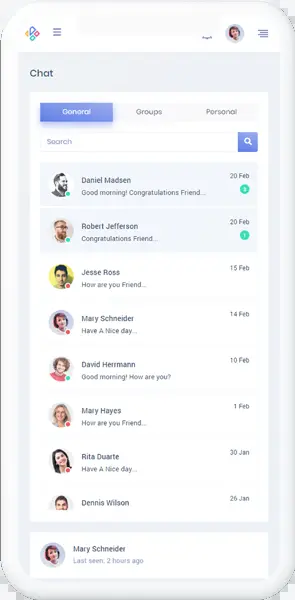 Chat
General Groups Personal
Search
Daniel Madsen 20 Feb
Good morning! Congratulations Friend...
Robert Jefferson 20 Feb
Congratulations Friend... 1
Jesse Ross 15 Feb
How are you Friend...
Mary Schneider 14 Feb
Have A Nice day...
David Herrmann 10 Feb
Good morning! How are you?
Mary Hayes 1 Feb
How are you Friend...
Rita Duarte 30 Jan
Have A Nice day...
Dennis Wilson 26 Jan
Mary Schneider
Last seen, 2 hours ago